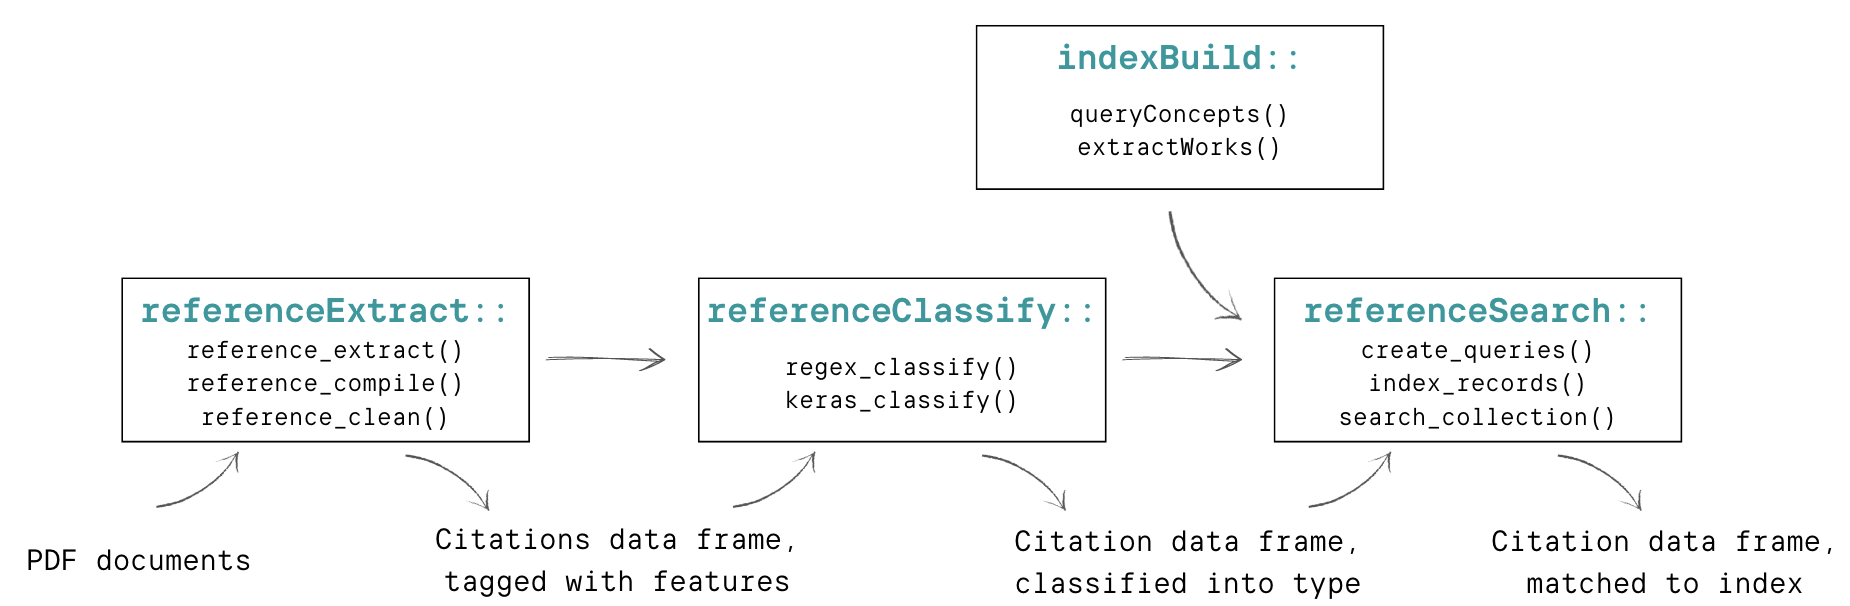 indexBuild::
queryConcepts()
extractWorks()
referenceExtract::
reference_extract()
reference_compile()
reference_clean()
referenceClassify::
regex_classify()
keras_classify()
referenceSearch::
create_queries()
index_records()
search_collection()
PDF documents
Citations data frame,
tagged with features
Citation data frame,
classified into type
Citation data frame,
matched to index